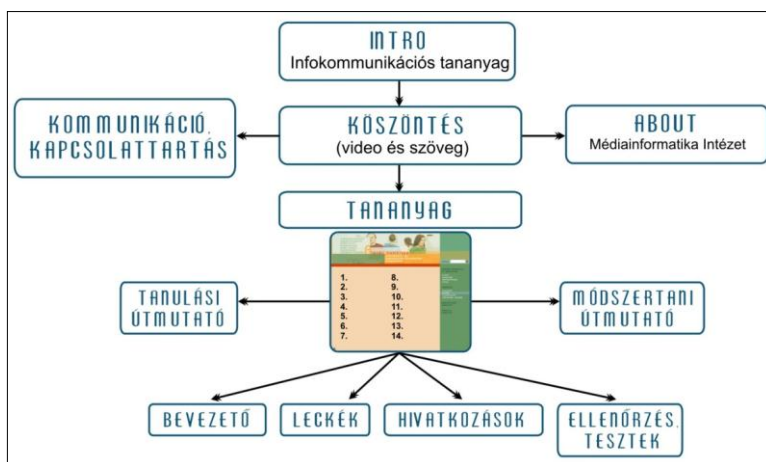 INTRO
Infokommunikációs tananyag
KOMMUNIKÁCIÓ,
KAPCSOLATTARTÁS
KÖSZÖNTÉS
(video és szöveg)
ABOUT
Médiainformatika Intézet
TANANYAG
1. 8.
2. 9.
3. 10.
4. 11.
5. 12.
6. 13.
7. 14.
TANULÁSI
ÚTMUTATÓ
MÓDSZERTANI
ÚTMUTATÓ
BEVEZETŐ
LECKÉK
HIVATKOZÁSOK
ELLENŐRZÉS,
TESZTEK